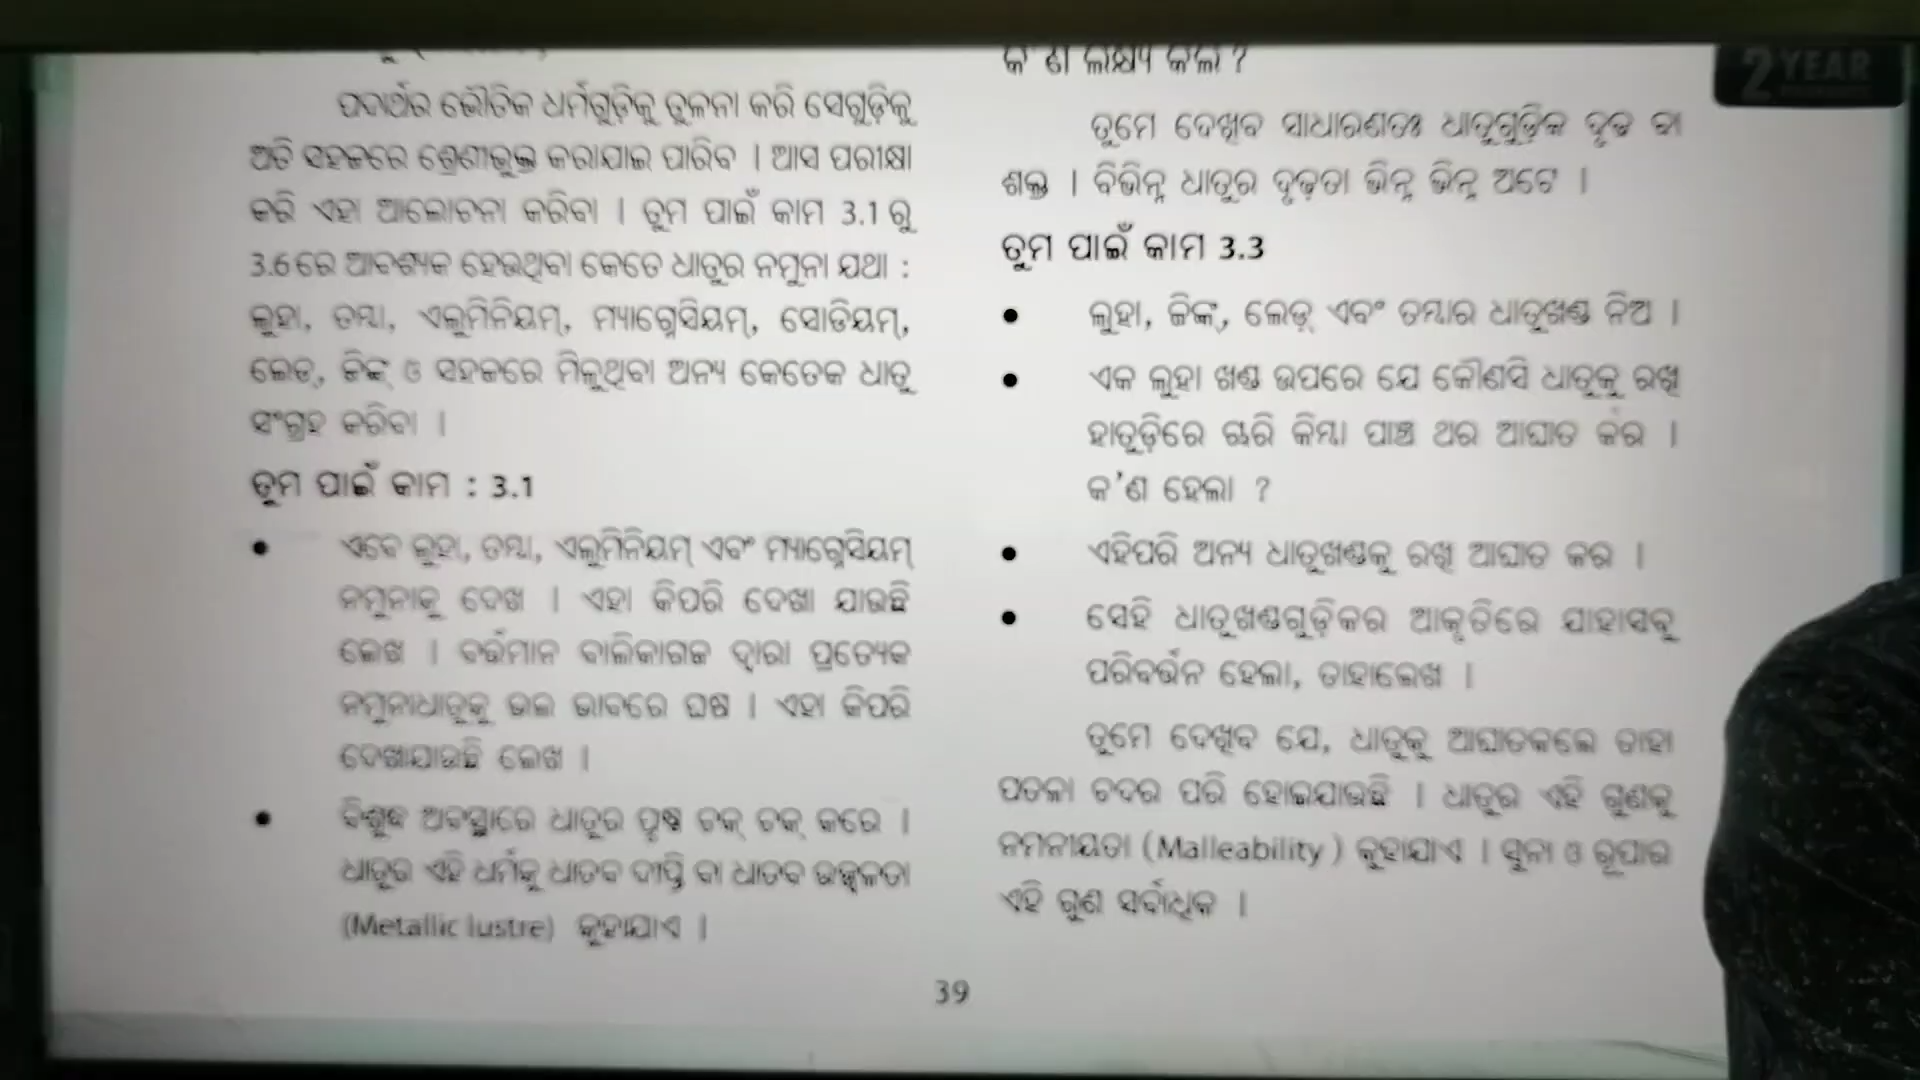 ପଦାର୍ଥର ଭୌତିକ ଧର୍ମଗୁଡ଼ିକୁ ତୁଳନା କରି ସେଗୁଡ଼ିକୁ
ଅତି ସହଜରେ ଶ୍ରେଣୀଭୁକ୍ତ କରାଯାଇ ପାରିବ । ଆସ ପରୀକ୍ଷା
କରି ଏହା ଆଲୋଚନା କରିବା । ତୁମ ପାଇଁ କାମ 3.1 ରୁ
3.6 ରେ ଆବଶ୍ୟକ ହେଉଥିବା କେତେ ଧାତୁର ନମୁନା ଯଥା :
ଲୁହା, ତମ୍ବା, ଏଲୁମିନିୟମ୍, ମ୍ୟାଗ୍ନେସିୟମ୍, ସୋଡିୟମ୍,
ଲେଡ୍, ଜିଙ୍କ୍ ଓ ସହଜରେ ମିଳୁଥିବା ଅନ୍ୟ କେତେକ ଧାତୁ
ସଂଗ୍ରହ କରିବା ।
ତୁମ ପାଇଁ କାମ : 3.1
● ଏବେ ଲୁହା, ତମ୍ବା, ଏଲୁମିନିୟମ୍ ଏବଂ ମ୍ୟାଗ୍ନେସିୟମ୍
ନମୁନାକୁ ଦେଖ । ଏହା କିପରି ଦେଖା ଯାଉଛି
ଲେଖ । ବର୍ତ୍ତମାନ ବାଲିକାଗଜ ଦ୍ୱାରା ପ୍ରତ୍ୟେକ
ନମୁନାଧାତୁକୁ ଭଲ ଭାବରେ ଘଷ । ଏହା କିପରି
ଦେଖାଯାଉଛି ଲେଖ ।
● ବିଶୁଦ୍ଧ ଅବସ୍ଥାରେ ଧାତୁର ପୃଷ୍ଠ ଚକ୍ ଚକ୍ କରେ ।
ଧାତୁର ଏହି ଧର୍ମକୁ ଧାତବ ଦୀପ୍ତି ବା ଧାତବ ଉଜ୍ଜ୍ୱଳତା
(Metallic lustre) କୁହାଯାଏ ।
କ'ଣ ଲକ୍ଷ୍ୟ କଲ ?
ତୁମେ ଦେଖିବ ସାଧାରଣତଃ ଧାତୁଗୁଡ଼ିକ ଦୃଢ ବା
ଶକ୍ତ । ବିଭିନ୍ନ ଧାତୁର ଦୃଢ଼ତା ଭିନ୍ନ ଭିନ୍ନ ଅଟେ ।
ତୁମ ପାଇଁ କାମ 3.3
● ଲୁହା, ଜିଙ୍କ୍, ଲେଡ୍ ଏବଂ ତମ୍ବାର ଧାତୁଖଣ୍ଡ ନିଅ ।
● ଏକ ଲୁହା ଖଣ୍ଡ ଉପରେ ଯେ କୌଣସି ଧାତୁକୁ ରଖି
ହାତୁଡ଼ିରେ ଚାରି କିମ୍ବା ପାଞ୍ଚ ଥର ଆଘାତ କର ।
କ'ଣ ହେଲା ?
● ଏହିପରି ଅନ୍ୟ ଧାତୁଖଣ୍ଡକୁ ରଖି ଆଘାତ କର ।
● ସେହି ଧାତୁଖଣ୍ଡଗୁଡ଼ିକର ଆକୃତିରେ ଯାହାସବୁ
ପରିବର୍ତ୍ତନ ହେଲା, ତାହାଲେଖ ।
ତୁମେ ଦେଖିବ ଯେ, ଧାତୁକୁ ଆଘାତକଲେ ତାହା
ପତଳା ଚଦର ପରି ହୋଇଯାଉଛି । ଧାତୁର ଏହି ଗୁଣକୁ
ନମନୀୟତା (Malleability) କୁହାଯାଏ । ସୁନା ଓ ରୂପାର
ଏହି ଗୁଣ ସର୍ବାଧିକ ।
39
2 YEAR